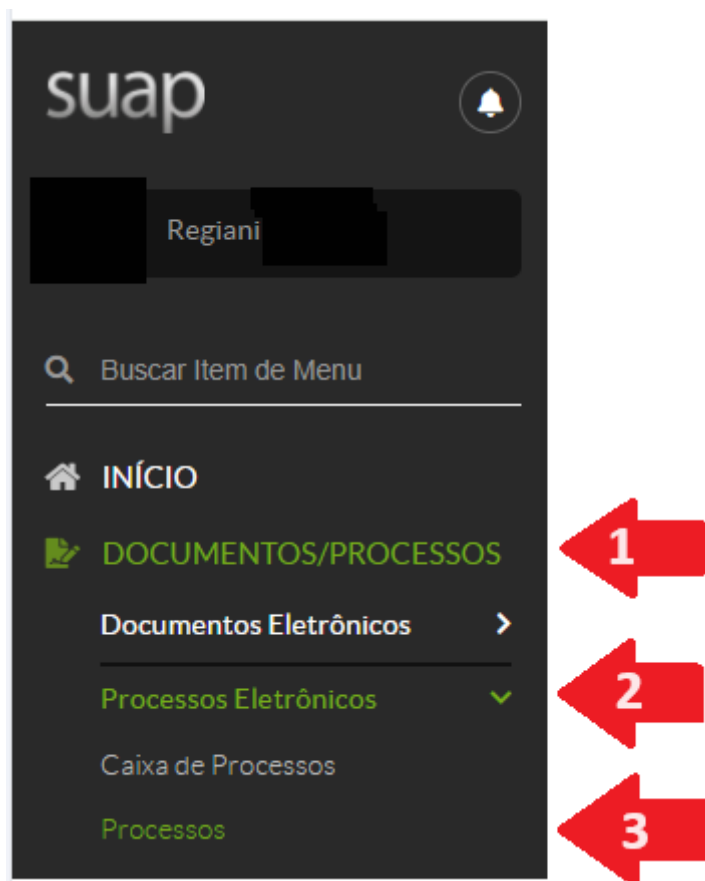 suap
Regiani
Buscar Item de Menu
INÍCIO
DOCUMENTOS/PROCESSOS
1
Documentos Eletrônicos
2
Processos Eletrônicos
Caixa de Processos
Processos
3